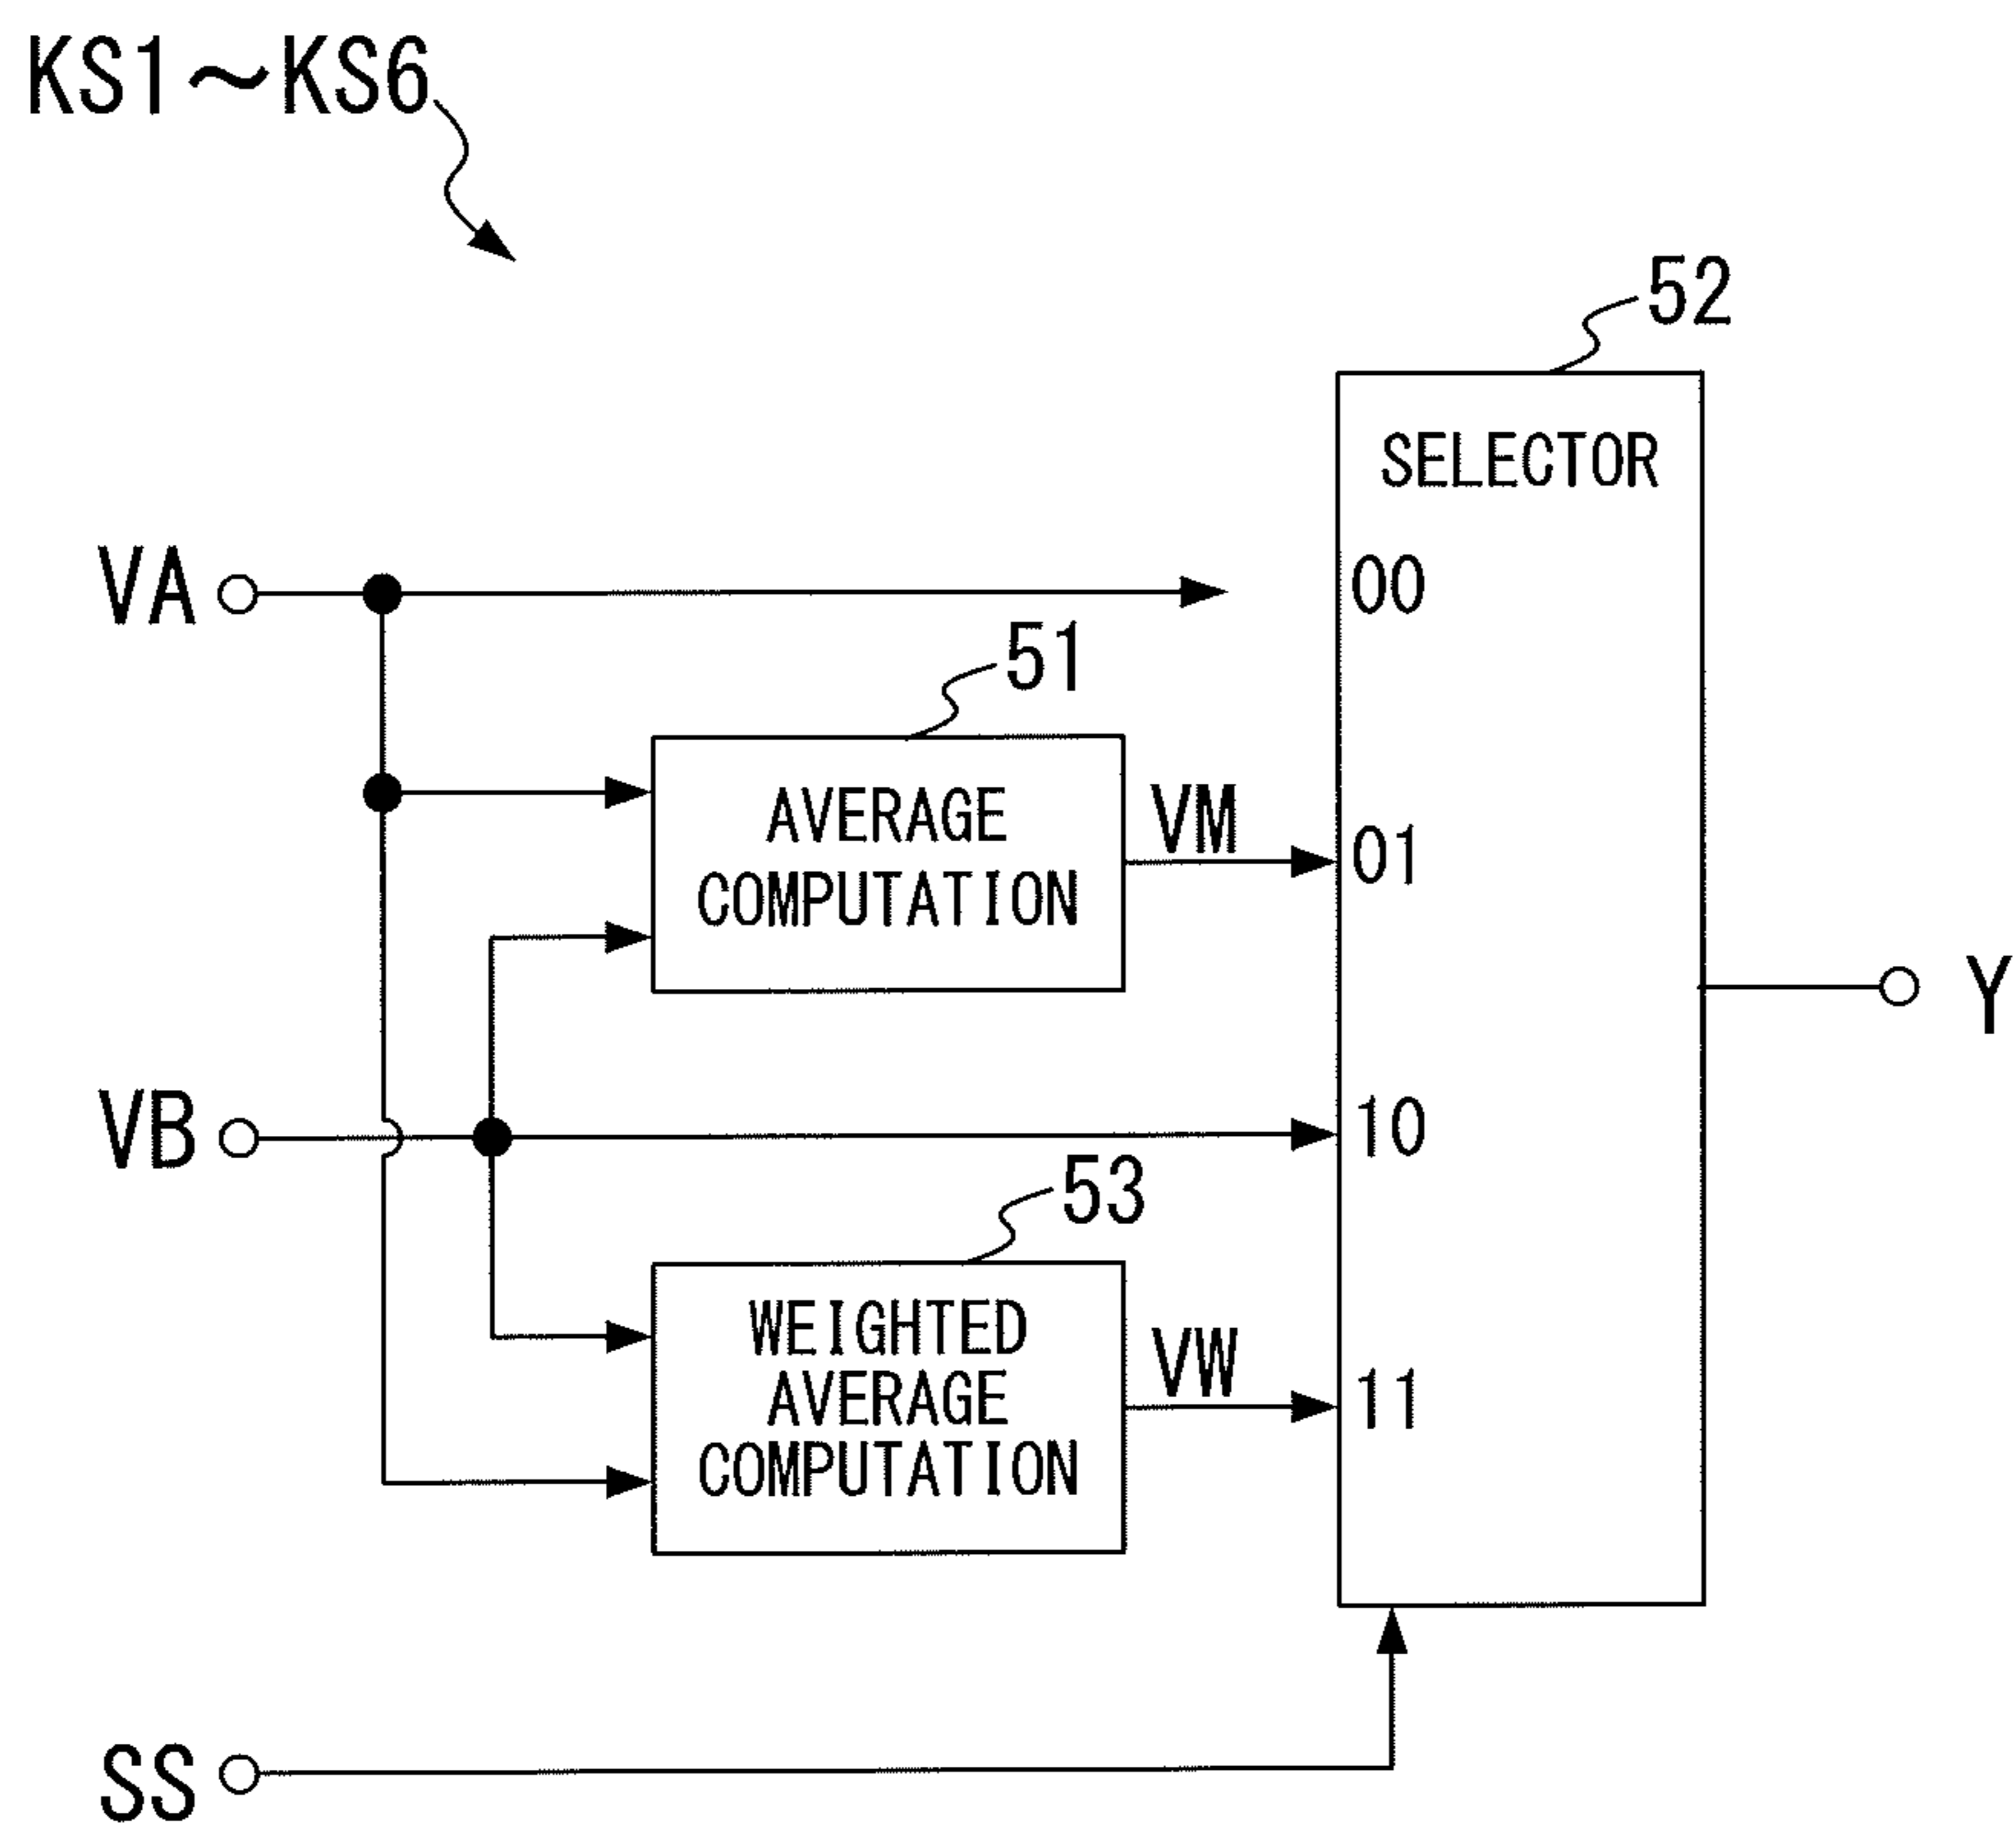 KS1～KS6
52
SELECTOR
VA
00
51
AVERAGE
COMPUTATION
VM
01
Y
VB
10
53
WEIGHTED
AVERAGE
COMPUTATION
VW
11
SS